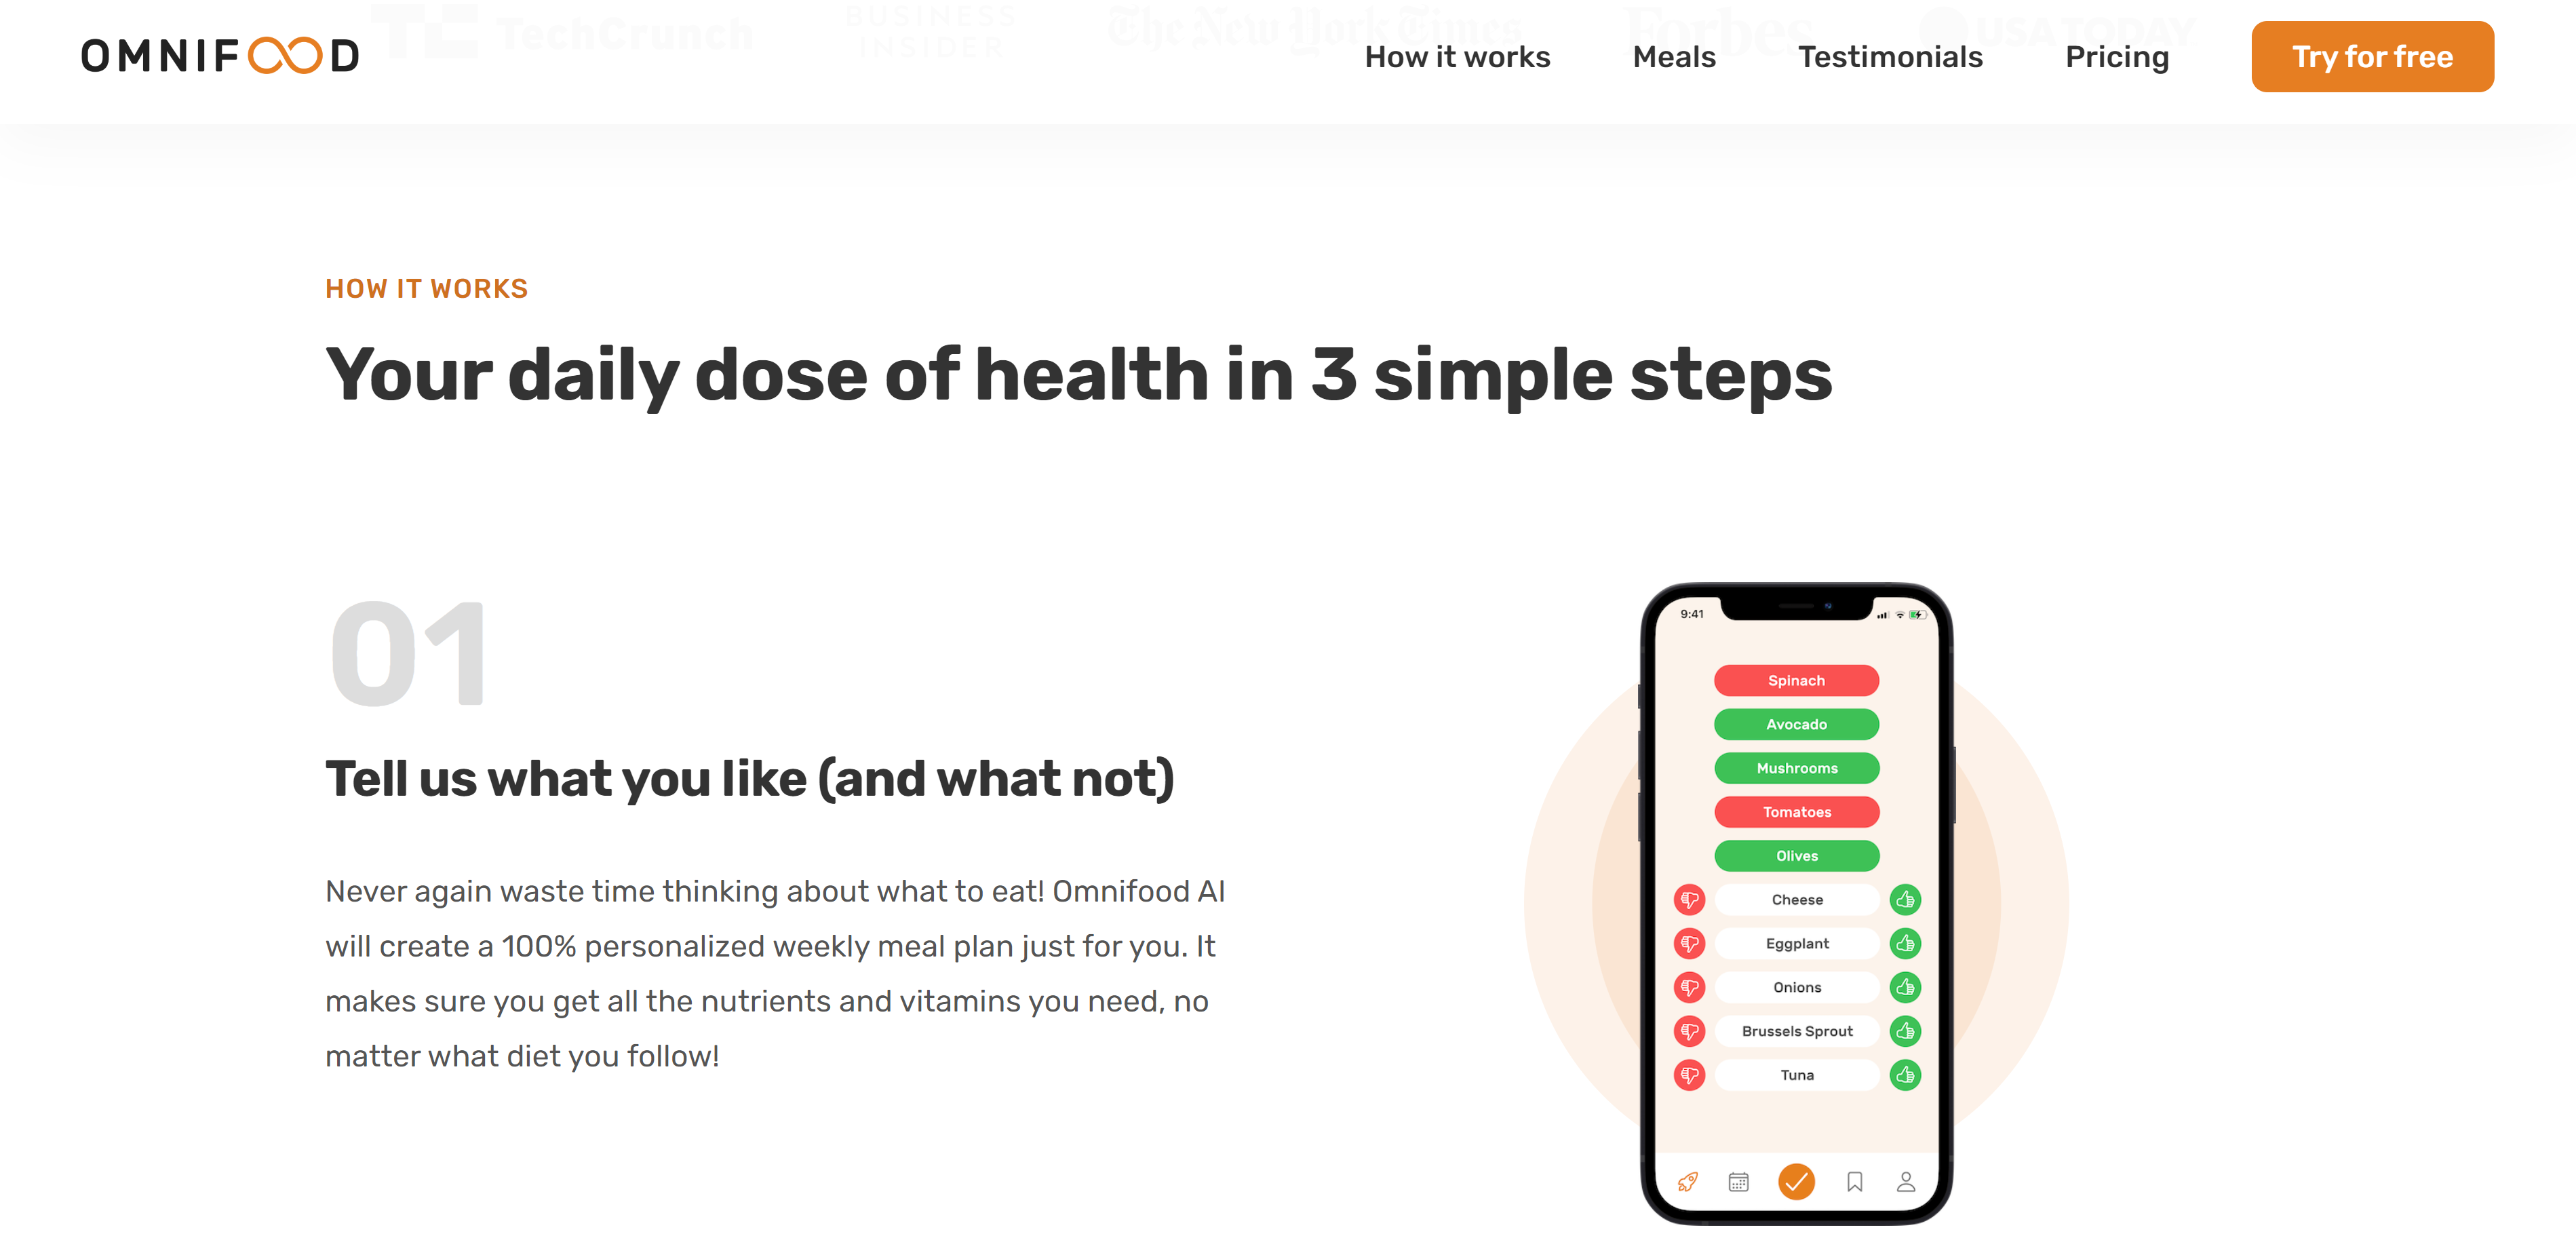 TechCrunch
BUSINESS
INSIDER
The New York Times
Forbes
USA TODAY
OMNIFOOD
How it works
Meals
Testimonials
Pricing
Try for free
HOW IT WORKS
Your daily dose of health in 3 simple steps
01
Tell us what you like (and what not)
Never again waste time thinking about what to eat! Omnifood AI
will create a 100% personalized weekly meal plan just for you. It
makes sure you get all the nutrients and vitamins you need, no
matter what diet you follow!
9:41
Spinach
Avocado
Mushrooms
Tomatoes
Olives
Cheese
Eggplant
Onions
Brussels Sprout
Tuna